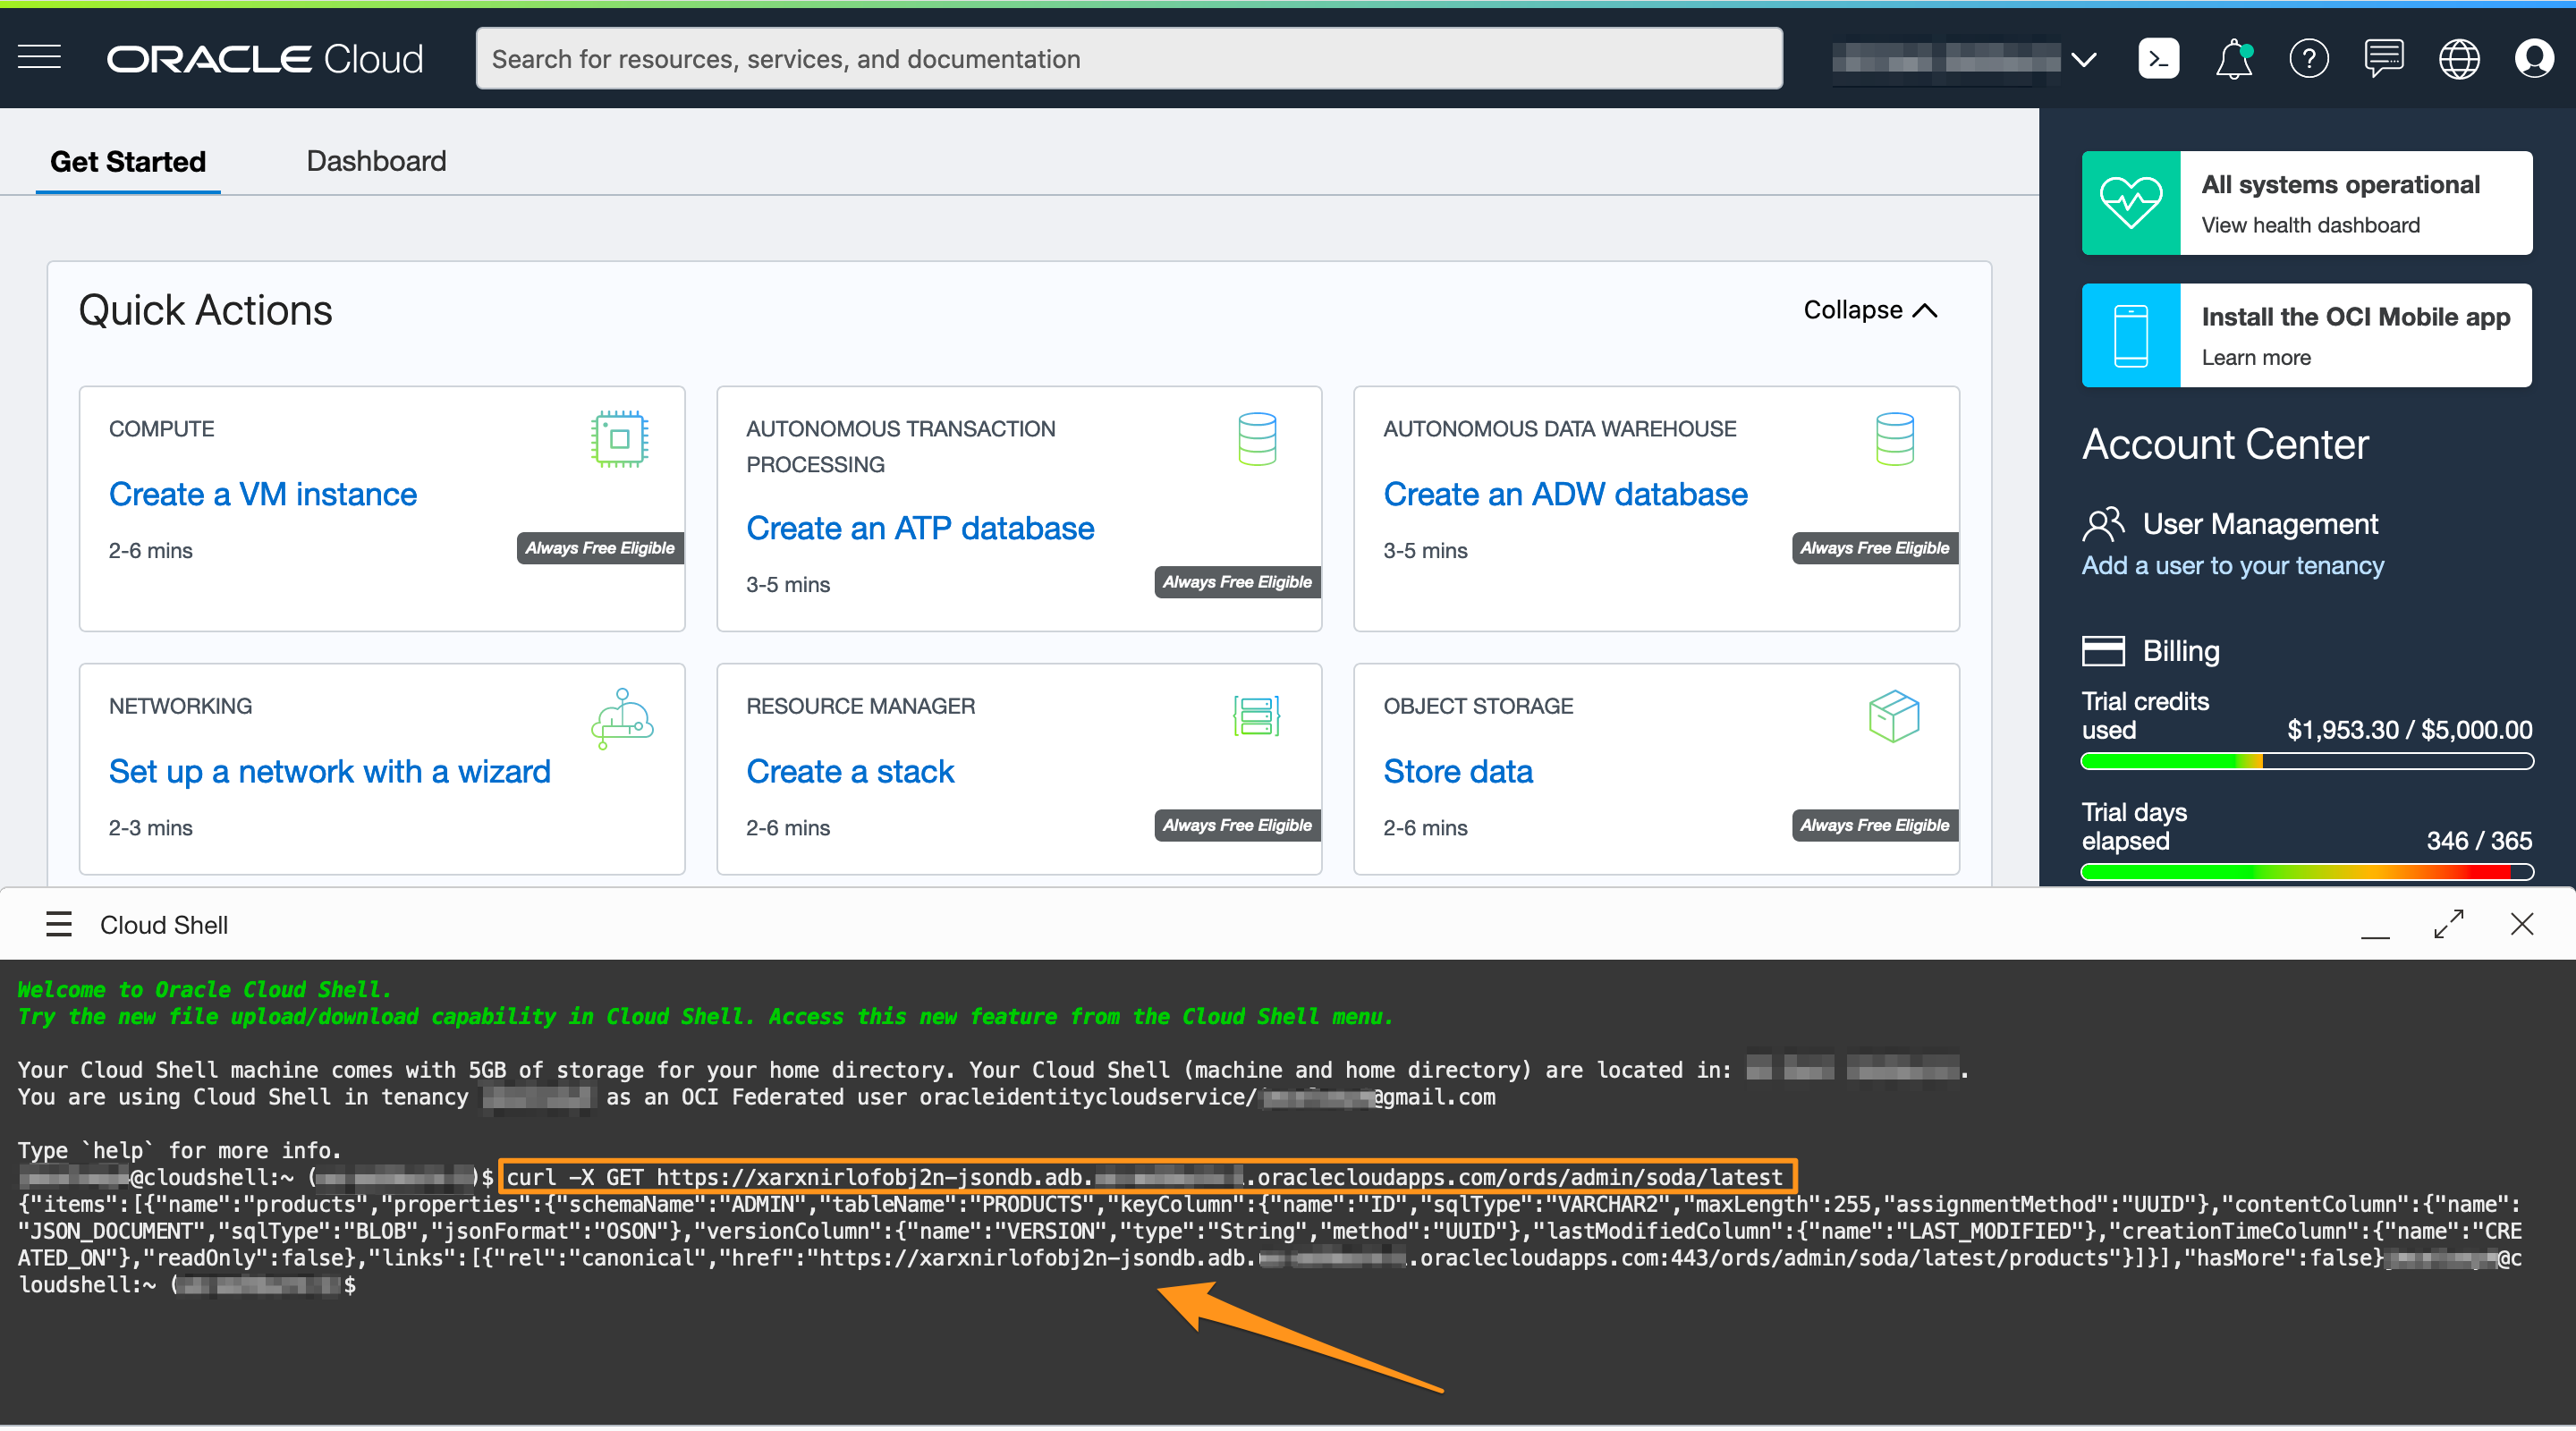 ORACLE Cloud
Search for resources, services, and documentation
Get Started
Dashboard
All systems operational
View health dashboard
Install the OCI Mobile app
Learn more
Quick Actions
Collapse
COMPUTE
Create a VM instance
2-6 mins
Always Free Eligible
AUTONOMOUS TRANSACTION
PROCESSING
Create an ATP database
3-5 mins
Always Free Eligible
AUTONOMOUS DATA WAREHOUSE
Create an ADW database
3-5 mins
Always Free Eligible
NETWORKING
Set up a network with a wizard
2-3 mins
RESOURCE MANAGER
Create a stack
2-6 mins
Always Free Eligible
OBJECT STORAGE
Store data
2-6 mins
Always Free Eligible
Account Center
User Management
Add a user to your tenancy
Billing
Trial credits
used
$1,953.30 / $5,000.00
Trial days
elapsed
346 / 365
Cloud Shell
Welcome to Oracle Cloud Shell.
Try the new file upload/download capability in Cloud Shell. Access this new feature from the Cloud Shell menu.
Your Cloud Shell machine comes with 5GB of storage for your home directory. Your Cloud Shell (machine and home directory) are located in: .
You are using Cloud Shell in tenancy as an OCI Federated user oracleidentitycloudservice/ @gmail.com
Type `help` for more info.
@cloudshell:~ ( )$ curl -X GET https://xarxnirlofobj2n-jsondb.adb. .oraclecloudapps.com/ords/admin/soda/latest
{"items":[{"name":"products","properties":{"schemaName":"ADMIN","tableName":"PRODUCTS","keyColumn":{"name":"ID","sqlType":"VARCHAR2","maxLength":255,"assignmentMethod":"UUID"},"contentColumn":{"name":
"JSON_DOCUMENT","sqlType":"BLOB","jsonFormat":"OSON"},"versionColumn":{"name":"VERSION","type":"String","method":"UUID"},"lastModifiedColumn":{"name":"LAST_MODIFIED"},"creationTimeColumn":{"name":"CRE
ATED_ON"},"readOnly":false},"links":[{"rel":"canonical","href":"https://xarxnirlofobj2n-jsondb.adb. .oraclecloudapps.com:443/ords/admin/soda/latest/products"}]}],"hasMore":false} @c
loudshell:~ ( )$